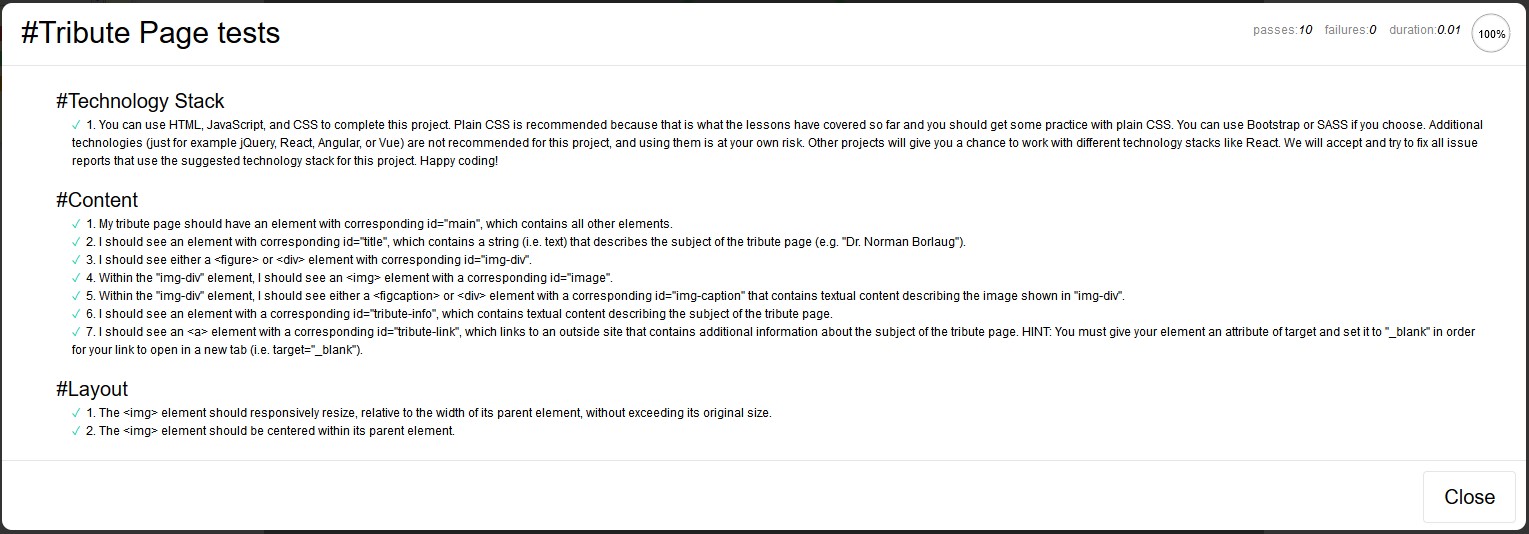 #Tribute Page tests
passes:10 failures:0 duration:0.01 100%
#Technology Stack
✓ 1. You can use HTML, JavaScript, and CSS to complete this project. Plain CSS is recommended because that is what the lessons have covered so far and you should get some practice with plain CSS. You can use Bootstrap or SASS if you choose. Additional
technologies (just for example jQuery, React, Angular, or Vue) are not recommended for this project, and using them is at your own risk. Other projects will give you a chance to work with different technology stacks like React. We will accept and try to fix all issue
reports that use the suggested technology stack for this project. Happy coding!
#Content
✓ 1. My tribute page should have an element with corresponding id="main", which contains all other elements.
✓ 2. I should see an element with corresponding id="title", which contains a string (i.e. text) that describes the subject of the tribute page (e.g. "Dr. Norman Borlaug").
✓ 3. I should see either a <figure> or <div> element with corresponding id="img-div".
✓ 4. Within the "img-div" element, I should see an <img> element with a corresponding id="image".
✓ 5. Within the "img-div" element, I should see either a <figcaption> or <div> element with a corresponding id="img-caption" that contains textual content describing the image shown in "img-div".
✓ 6. I should see an element with a corresponding id="tribute-info", which contains textual content describing the subject of the tribute page.
✓ 7. I should see an <a> element with a corresponding id="tribute-link", which links to an outside site that contains additional information about the subject of the tribute page. HINT: You must give your element an attribute of target and set it to "_blank" in order
for your link to open in a new tab (i.e. target="_blank").
#Layout
✓ 1. The <img> element should responsively resize, relative to the width of its parent element, without exceeding its original size.
✓ 2. The <img> element should be centered within its parent element.
Close